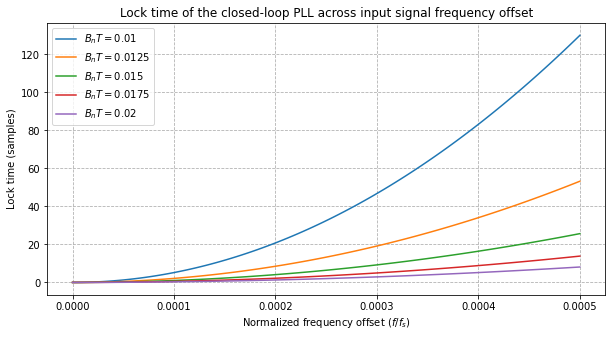 Lock time of the closed-loop PLL across input signal frequency offset
BₙT = 0.01
BₙT = 0.0125
BₙT = 0.015
BₙT = 0.0175
BₙT = 0.02
Lock time (samples)
120
100
80
60
40
20
0
0.0000 0.0001 0.0002 0.0003 0.0004 0.0005
Normalized frequency offset (f/fₛ)